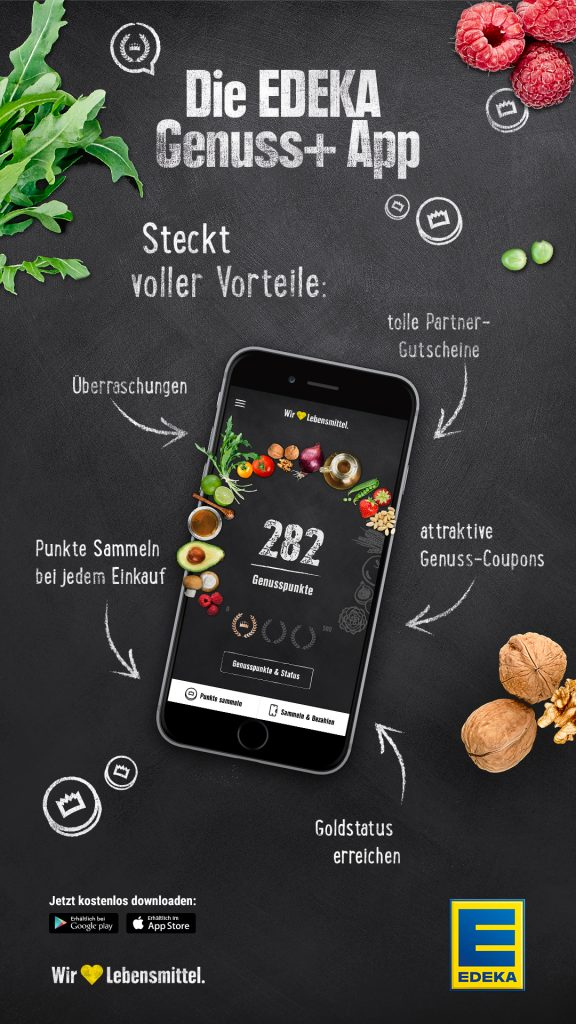 Die EDEKA
Genuss+ App
Steckt
voller Vorteile:
tolle Partner-
Gutscheine
Überraschungen
Wir Lebensmittel.
282
Genusspunkte
0
500
attraktive
Genuss-Coupons
Punkte Sammeln
bei jedem Einkauf
Genusspunkte & Status
Punkte sammeln
Sammeln & Bezahlen
Goldstatus
erreichen
Jetzt kostenlos downloaden:
Erhältlich bei
Google play
Erhältlich im
App Store
Wir Lebensmittel.
E
EDEKA